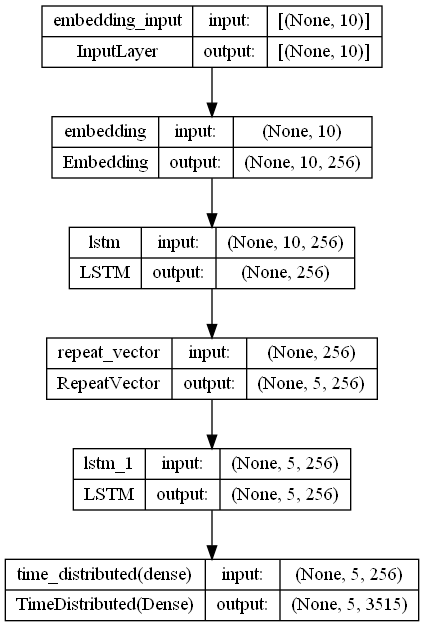 embedding_input input: [(None, 10)]
InputLayer output: [(None, 10)]
embedding input: (None, 10)
Embedding output: (None, 10, 256)
lstm input: (None, 10, 256)
LSTM output: (None, 256)
repeat_vector input: (None, 256)
RepeatVector output: (None, 5, 256)
lstm_1 input: (None, 5, 256)
LSTM output: (None, 5, 256)
time_distributed(dense) input: (None, 5, 256)
TimeDistributed(Dense) output: (None, 5, 3515)